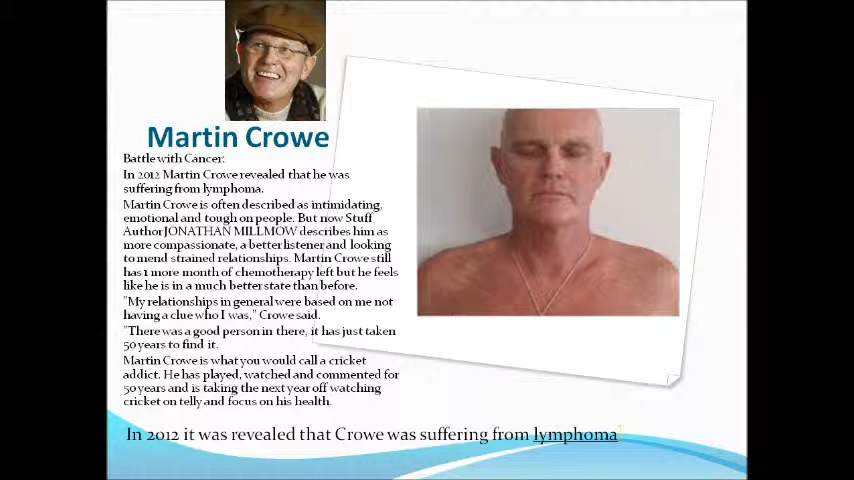 Martin Crowe
Battle with Cancer:
In 2012 Martin Crowe revealed that he was
suffering from lymphoma.
Martin Crowe is often described as intimidating,
emotional and tough on people. But now Stuff
Author JONATHAN MILLMOW describes him as
more compassionate, a better listener and looking
to mend strained relationships. Martin Crowe still
has 1 more month of chemotherapy left but he feels
like he is in a much better state than before.
"My relationships in general were based on me not
having a clue who I was," Crowe said.
"There was a good person in there, it has just taken
50 years to find it.
Martin Crowe is what you would call a cricket
addict. He has played, watched and commented for
50 years and is taking the next year off watching
cricket on telly and focus on his health.
In 2012 it was revealed that Crowe was suffering from lymphoma